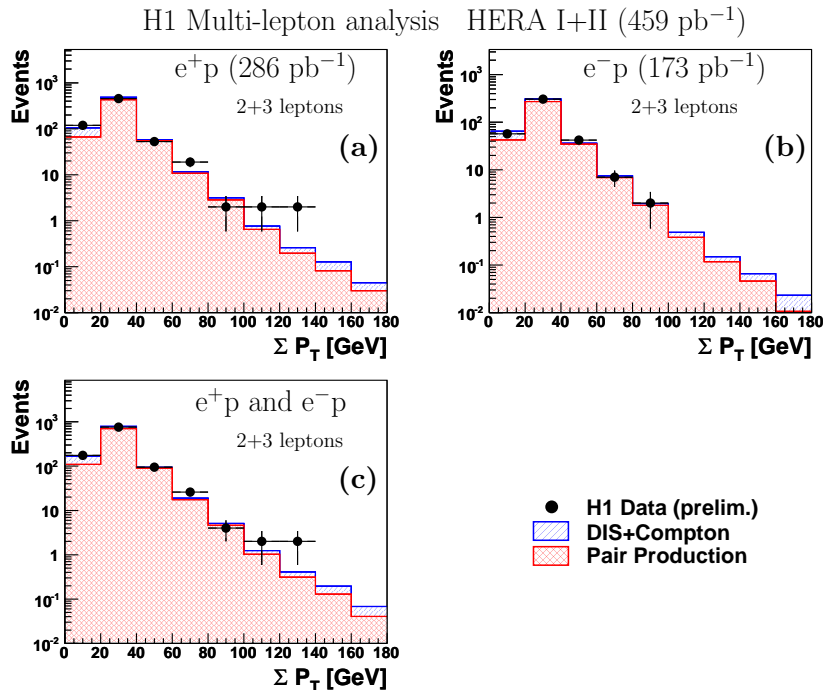 H1 Multi-lepton analysis HERA I+II (459 pb⁻¹)
Events
e⁺p (286 pb⁻¹)
2+3 leptons
(a)
10³
10²
10
1
10⁻¹
10⁻²
0 20 40 60 80 100 120 140 160 180
Σ P_T [GeV]
Events
e⁻p (173 pb⁻¹)
2+3 leptons
(b)
10³
10²
10
1
10⁻¹
10⁻²
0 20 40 60 80 100 120 140 160 180
Σ P_T [GeV]
Events
e⁺p and e⁻p
2+3 leptons
(c)
10³
10²
10
1
10⁻¹
10⁻²
0 20 40 60 80 100 120 140 160 180
Σ P_T [GeV]
H1 Data (prelim.)
DIS+Compton
Pair Production